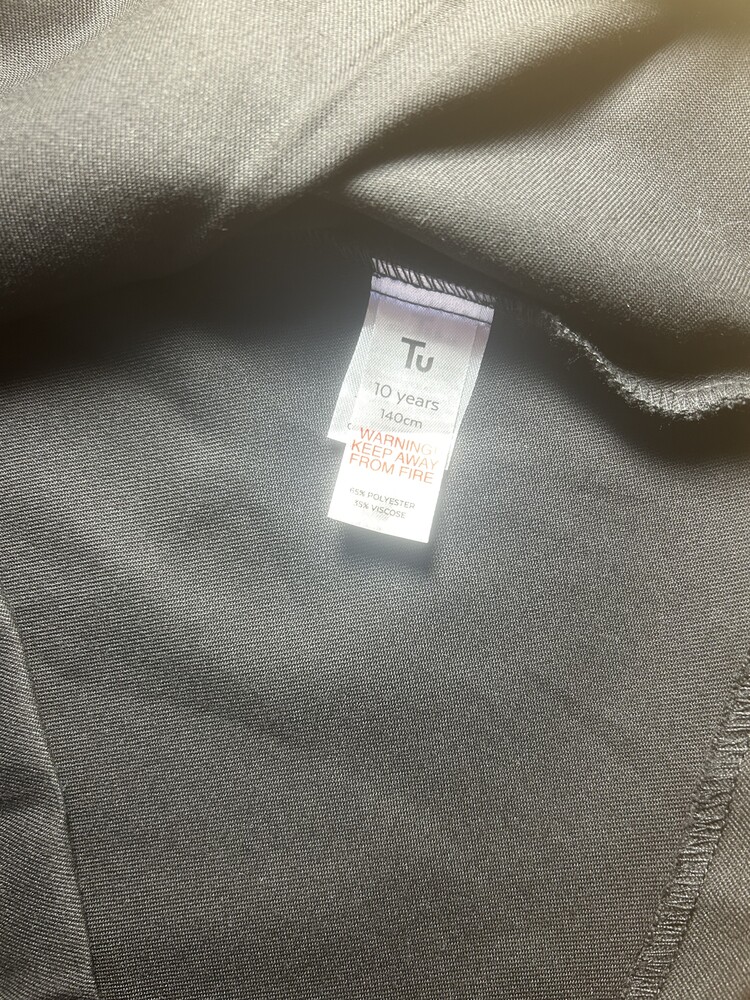 Tu
10 years
140cm
WARNING!
KEEP AWAY
FROM FIRE
65% POLYESTER
35% VISCOSE